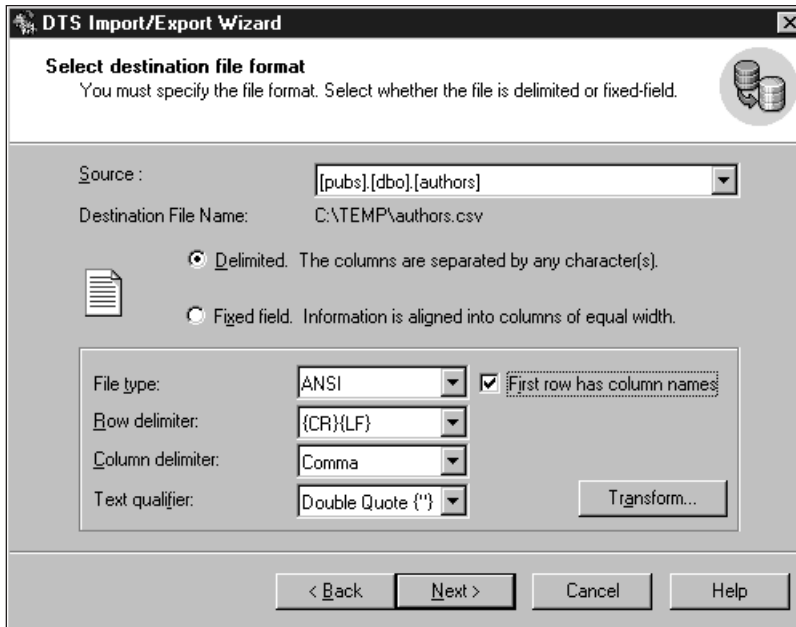 DTS Import/Export Wizard
Select destination file format
You must specify the file format. Select whether the file is delimited or fixed-field.
Source : [pubs].[dbo].[authors]
Destination File Name: C:\TEMP\authors.csv
Delimited. The columns are separated by any character(s).
Fixed field. Information is aligned into columns of equal width.
File type: ANSI First row has column names
Row delimiter: {CR}{LF}
Column delimiter: Comma
Text qualifier: Double Quote {"} Transform...
< Back Next > Cancel Help